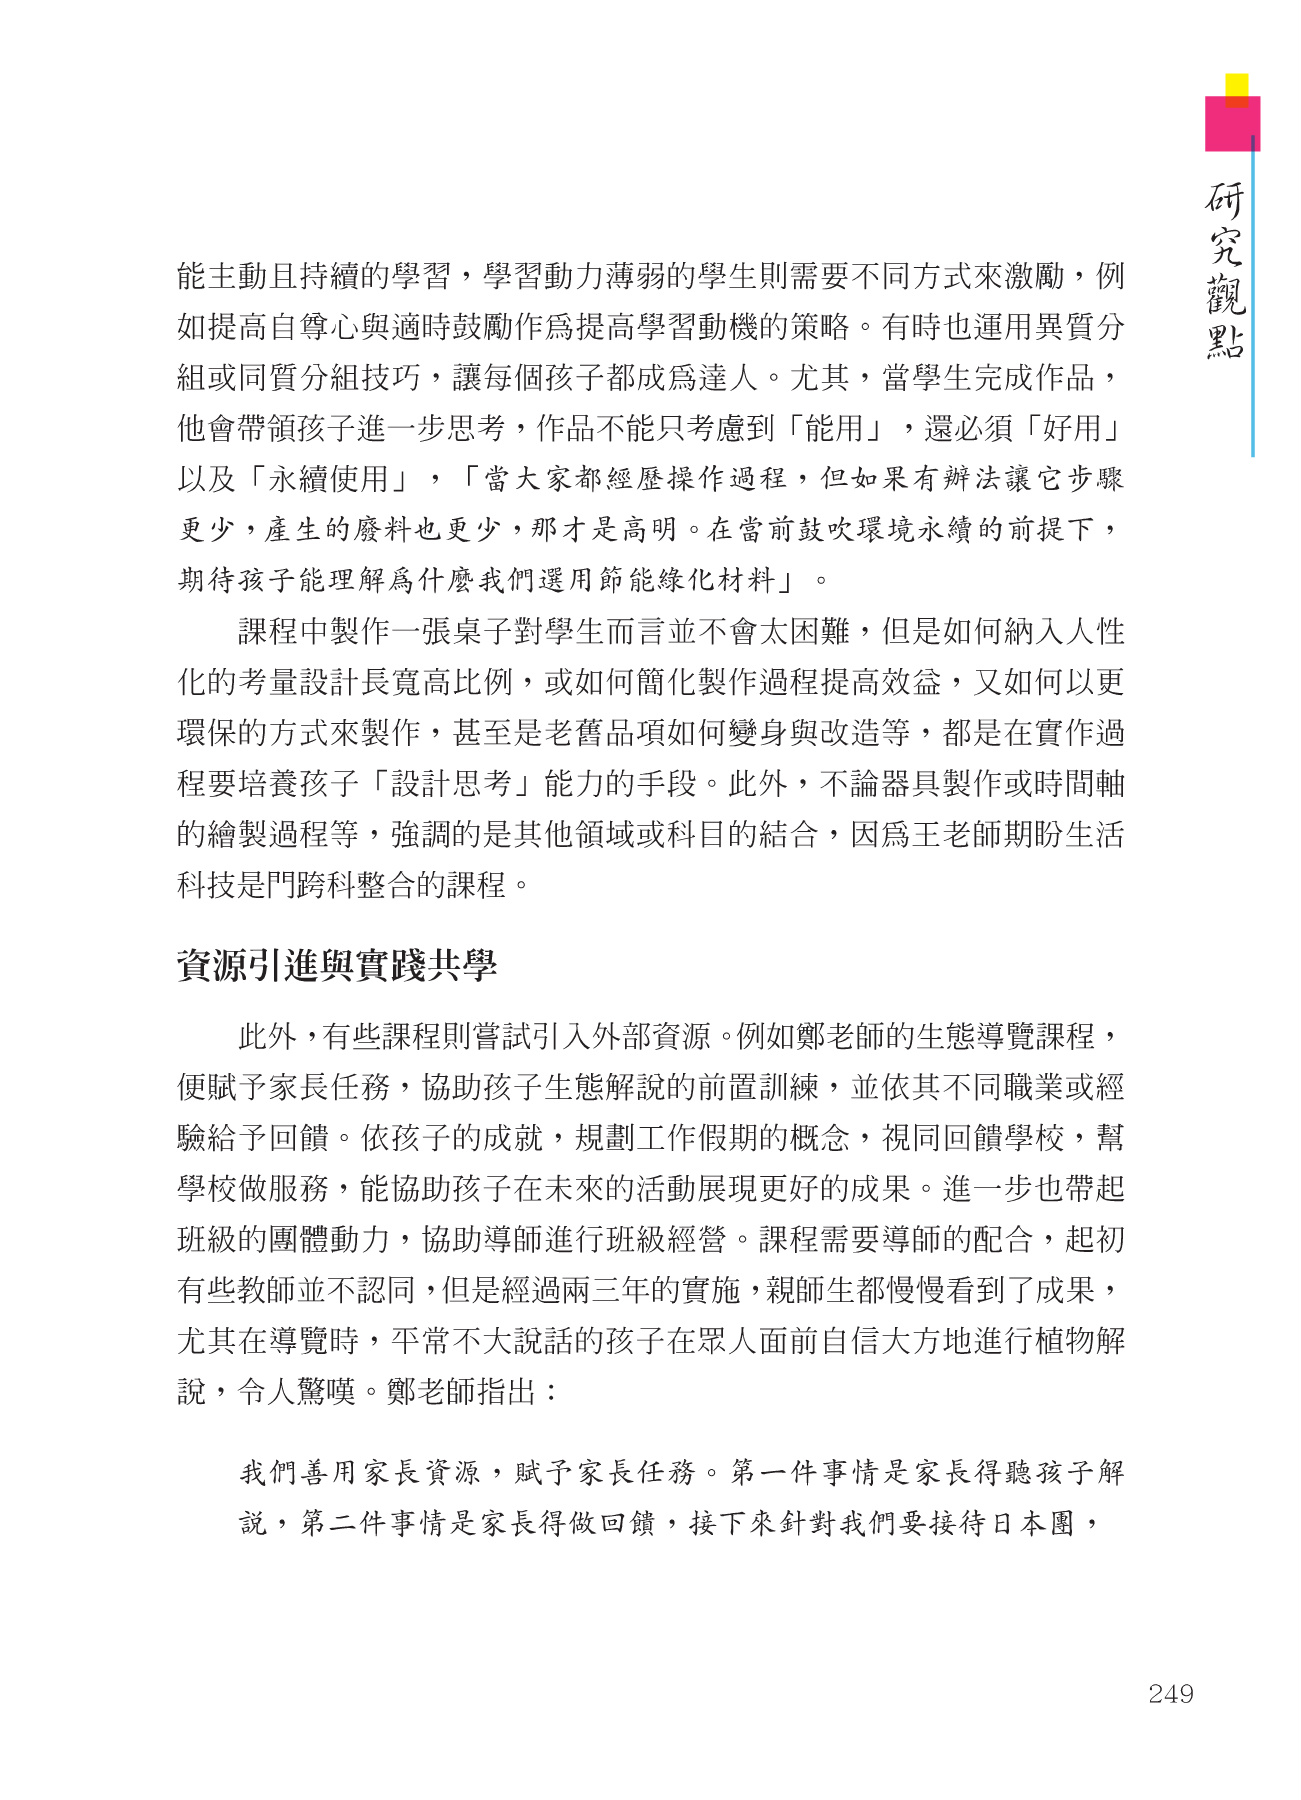 研究觀點
能主動且持續的學習，學習動力薄弱的學生則需要不同方式來激勵，例
如提高自尊心與適時鼓勵作爲提高學習動機的策略。有時也運用異質分
組或同質分組技巧，讓每個孩子都成爲達人。尤其，當學生完成作品，
他會帶領孩子進一步思考，作品不能只考慮到「能用」，還必須「好用」
以及「永續使用」，「當大家都經歷操作過程，但如果有辦法讓它步驟
更少，產生的廢料也更少，那才是高明。在當前鼓吹環境永續的前提下，
期待孩子能理解爲什麼我們選用節能綠化材料」。
課程中製作一張桌子對學生而言並不會太困難，但是如何納入人性
化的考量設計長寬高比例，或如何簡化製作過程提高效益，又如何以更
環保的方式來製作，甚至是老舊品項如何變身與改造等，都是在實作過
程要培養孩子「設計思考」能力的手段。此外，不論器具製作或時間軸
的繪製過程等，強調的是其他領域或科目的結合，因爲王老師期盼生活
科技是門跨科整合的課程。
資源引進與實踐共學
此外，有些課程則嘗試引入外部資源。例如鄭老師的生態導覽課程，
便賦予家長任務，協助孩子生態解說的前置訓練，並依其不同職業或經
驗給予回饋。依孩子的成就，規劃工作假期的概念，視同回饋學校，幫
學校做服務，能協助孩子在未來的活動展現更好的成果。進一步也帶起
班級的團體動力，協助導師進行班級經營。課程需要導師的配合，起初
有些教師並不認同，但是經過兩三年的實施，親師生都慢慢看到了成果，
尤其在導覽時，平常不大說話的孩子在眾人面前自信大方地進行植物解
說，令人驚嘆。鄭老師指出：
我們善用家長資源，賦予家長任務。第一件事情是家長得聽孩子解
說，第二件事情是家長得做回饋，接下來針對我們要接待日本團，
249